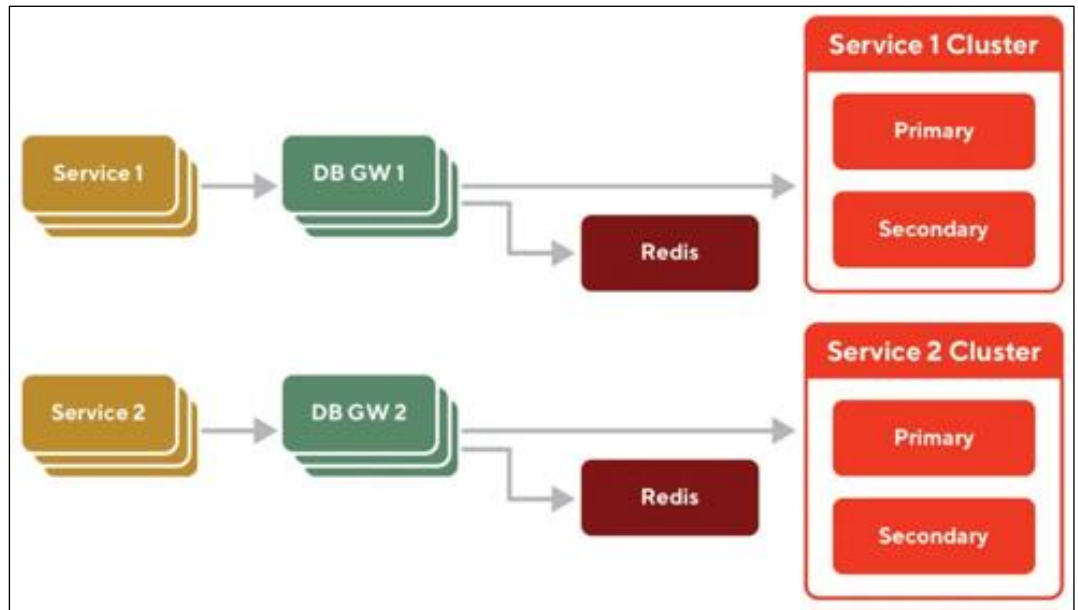 Service 1 Cluster
Primary
Service 1
DB GW 1
Secondary
Redis
Service 2 Cluster
Service 2
DB GW 2
Primary
Redis
Secondary